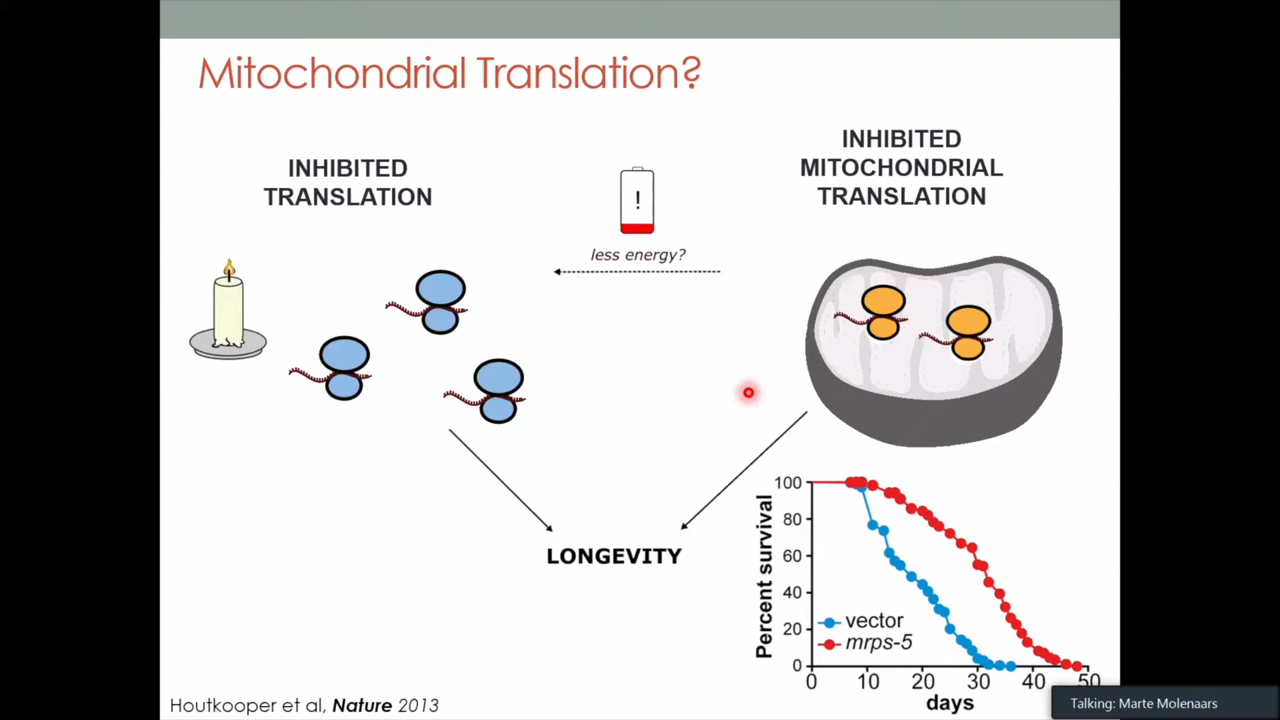 Mitochondrial Translation?
INHIBITED
TRANSLATION
!
less energy?
INHIBITED
MITOCHONDRIAL
TRANSLATION
LONGEVITY
Percent survival
100
80
60
40
20
0
vector
mrps-5
0 10 20 30 40 50
days
Houtkooper et al, Nature 2013
Talking: Marte Molenaars